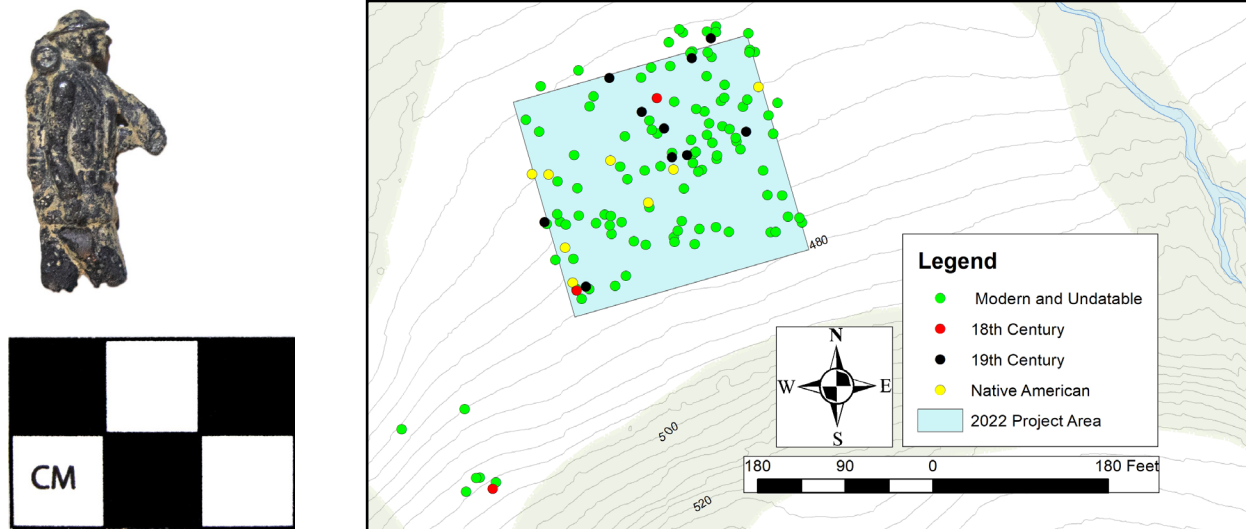 CM
480
500
520
N
W E
S
Legend
Modern and Undatable
18th Century
19th Century
Native American
2022 Project Area
180 90 0 180 Feet